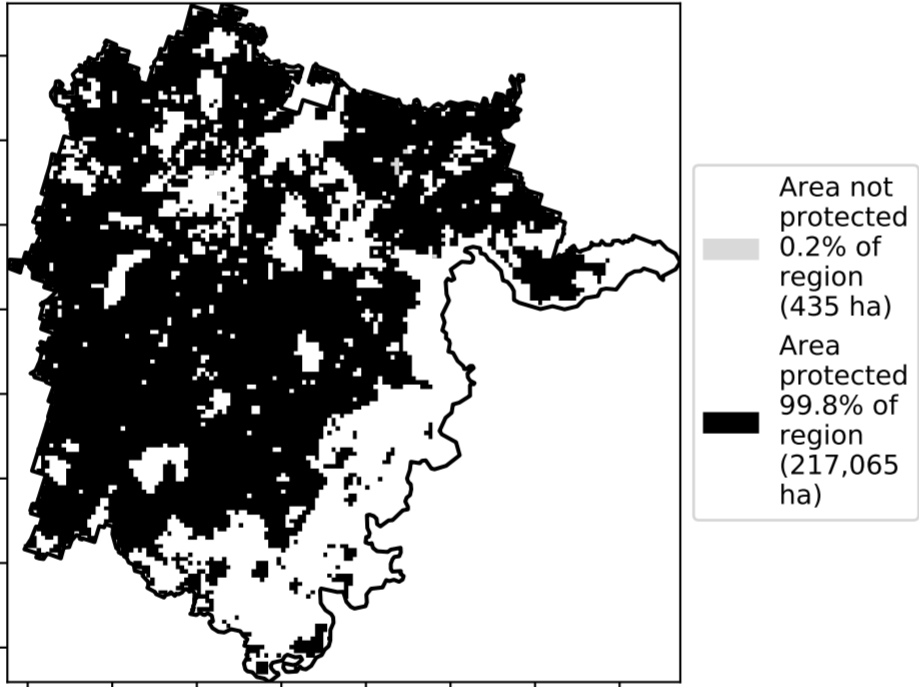 Area not
protected
0.2% of
region
(435 ha)
Area
protected
99.8% of
region
(217,065
ha)